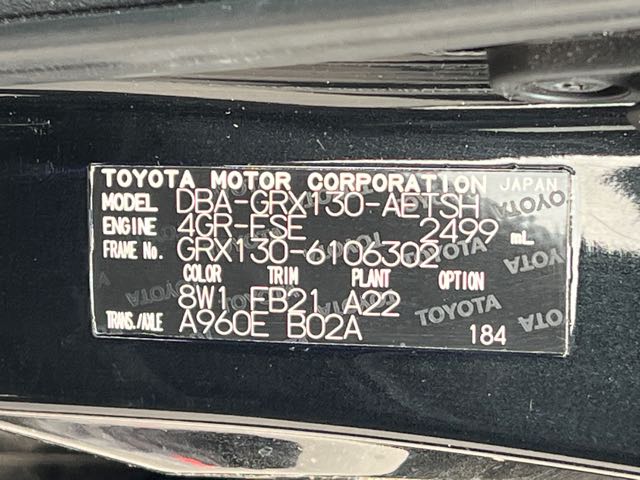 TOYOTA MOTOR CORPORATION JAPAN
MODEL DBA-GRX130-AETSH
ENGINE 4GR-FSE 2499 mL
FRAME No. GRX130-6106302
COLOR TRIM PLANT OPTION
8W1 FB21 A22
TRANS./AXLE A960E B02A 184